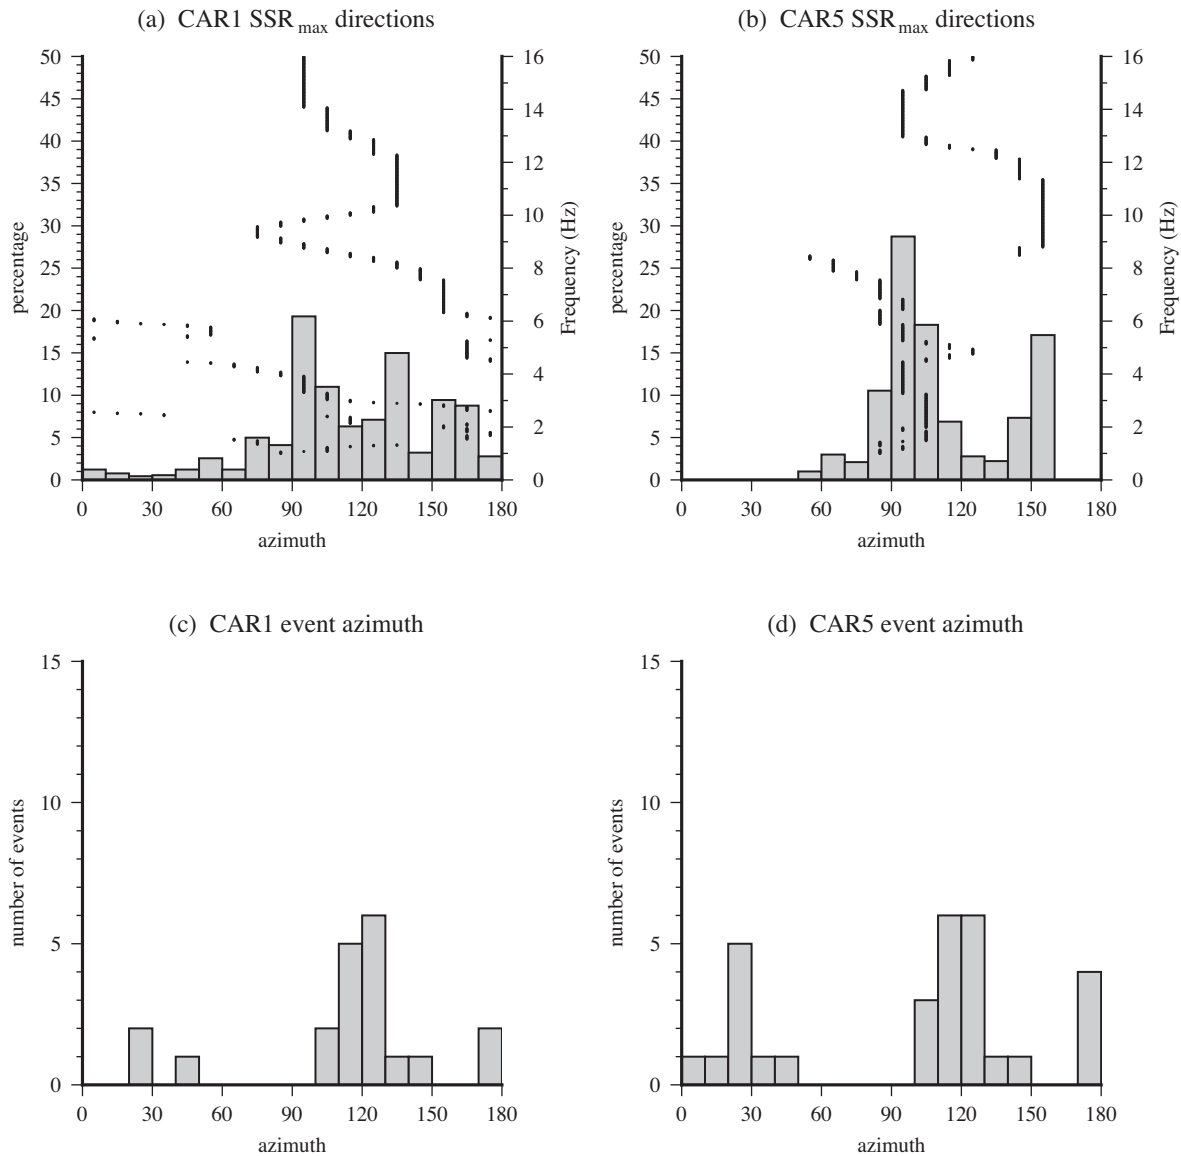 (a) CAR1 SSR max directions
(b) CAR5 SSR max directions
50
45
40
35
30
25
20
15
10
5
0
percentage
16
14
12
10
8
6
4
2
0
Frequency (Hz)
0 30 60 90 120 150 180
azimuth
50
45
40
35
30
25
20
15
10
5
0
percentage
16
14
12
10
8
6
4
2
0
Frequency (Hz)
0 30 60 90 120 150 180
azimuth
(c) CAR1 event azimuth
(d) CAR5 event azimuth
15
10
5
0
number of events
0 30 60 90 120 150 180
azimuth
15
10
5
0
number of events
0 30 60 90 120 150 180
azimuth